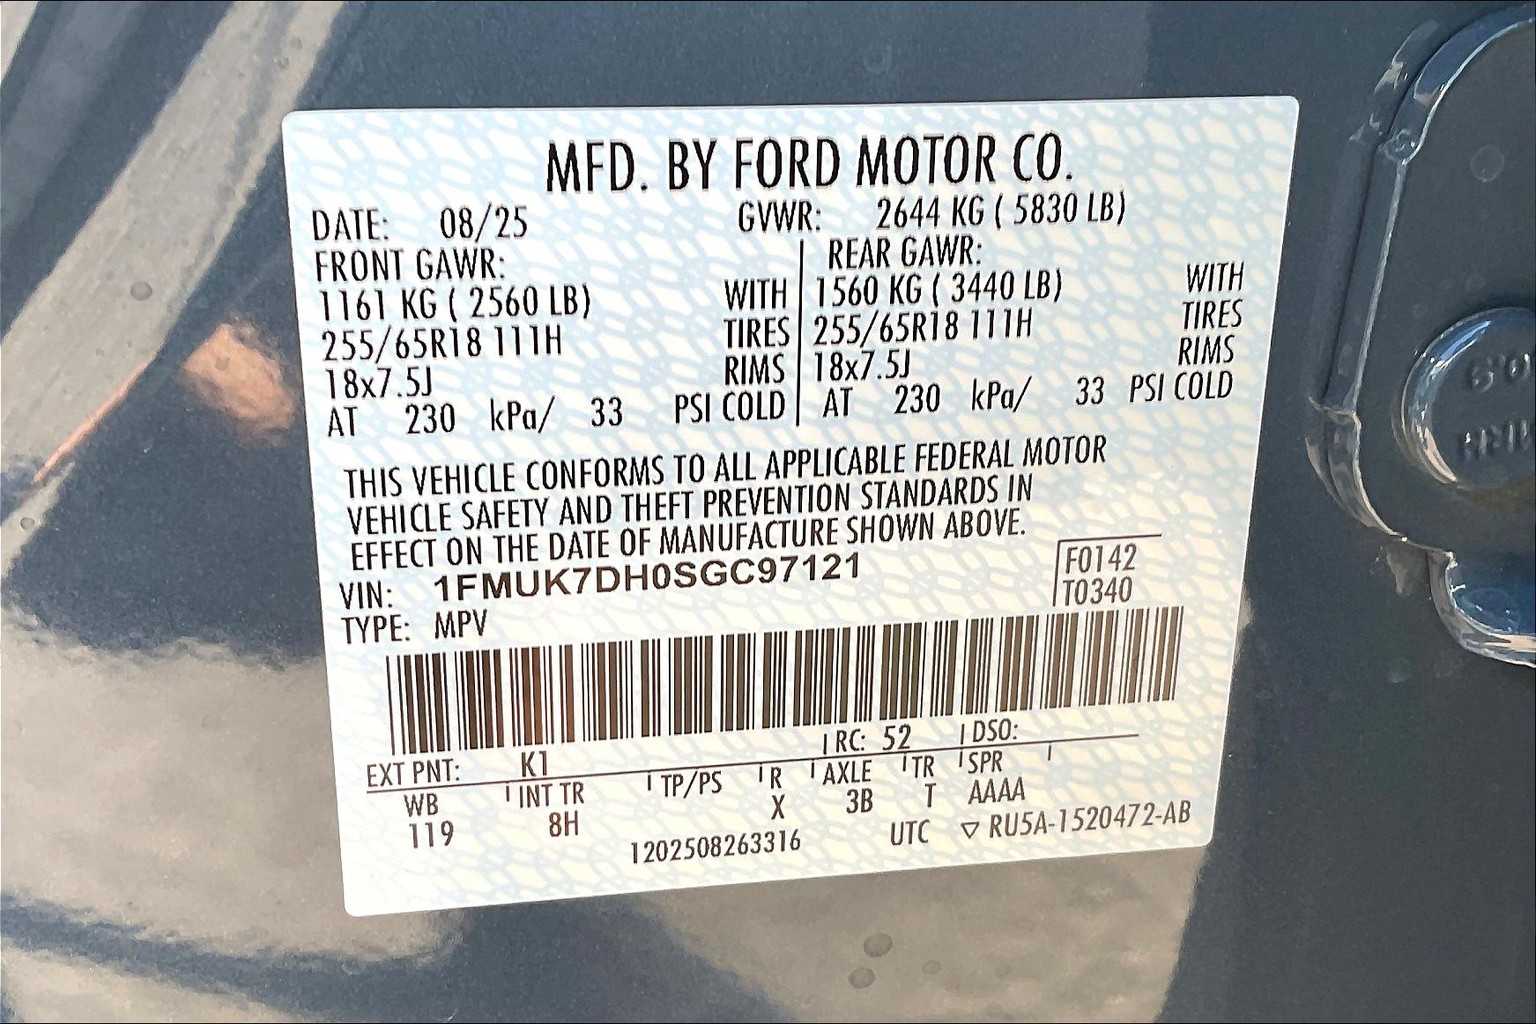 MFD. BY FORD MOTOR CO.
DATE: 08/25 GVWR: 2644 KG ( 5830 LB)
FRONT GAWR: REAR GAWR:
1161 KG ( 2560 LB) WITH 1560 KG ( 3440 LB) WITH
255/65R18 111H TIRES 255/65R18 111H TIRES
18x7.5J RIMS 18x7.5J RIMS
AT 230 kPa/ 33 PSI COLD AT 230 kPa/ 33 PSI COLD
THIS VEHICLE CONFORMS TO ALL APPLICABLE FEDERAL MOTOR
VEHICLE SAFETY AND THEFT PREVENTION STANDARDS IN
EFFECT ON THE DATE OF MANUFACTURE SHOWN ABOVE.
VIN: 1FMUK7DH0SGC97121 F0142
TYPE: MPV T0340
EXT PNT: K1 RC: 52 DSO:
WB INT TR TP/PS R AXLE TR SPR
119 8H X 3B T AAAA
1202508263316 UTC ▽ RU5A-1520472-AB